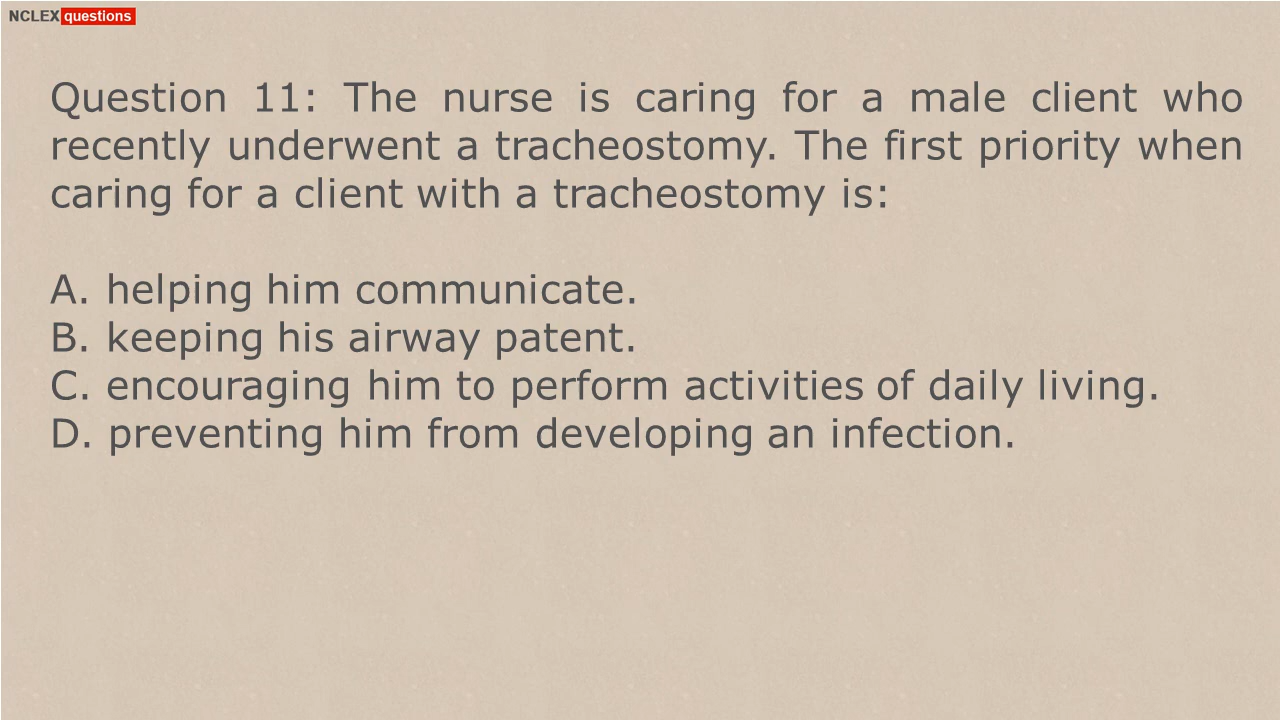 NCLEX questions
Question 11: The nurse is caring for a male client who
recently underwent a tracheostomy. The first priority when
caring for a client with a tracheostomy is:
A. helping him communicate.
B. keeping his airway patent.
C. encouraging him to perform activities of daily living.
D. preventing him from developing an infection.